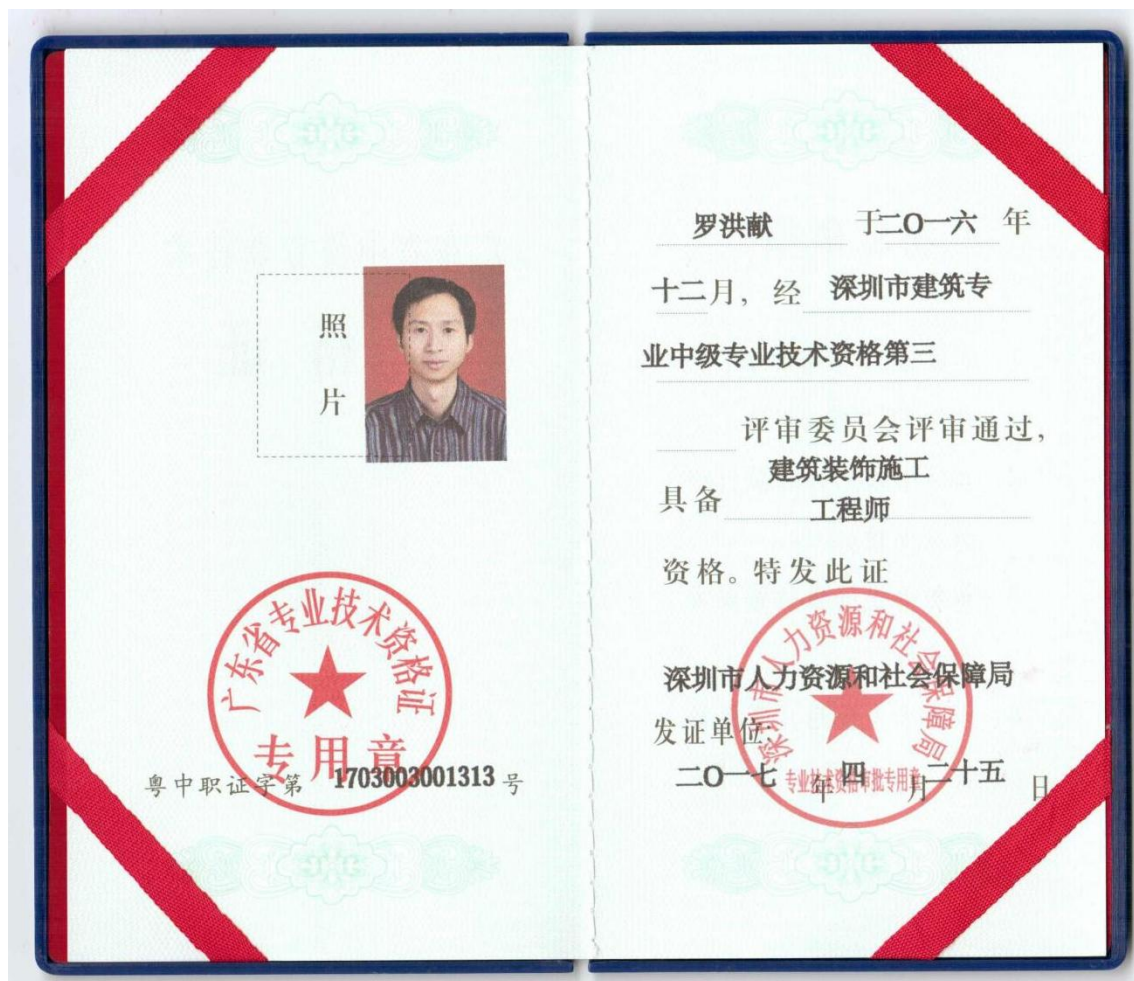 照
片
广东省专业技术资格证
专用章
粤中职证字第 1703003001313 号
罗洪献 于二O一六 年
十二月，经 深圳市建筑专
业中级专业技术资格第三
评审委员会评审通过，
具备 建筑装饰施工
工程师
资格。特发此证
深圳市人力资源和社会保障局
深圳市人力资源和社会保障局
发证单位：
专业技术资格审批专用章
二O一七 年 四 月 二十五 日